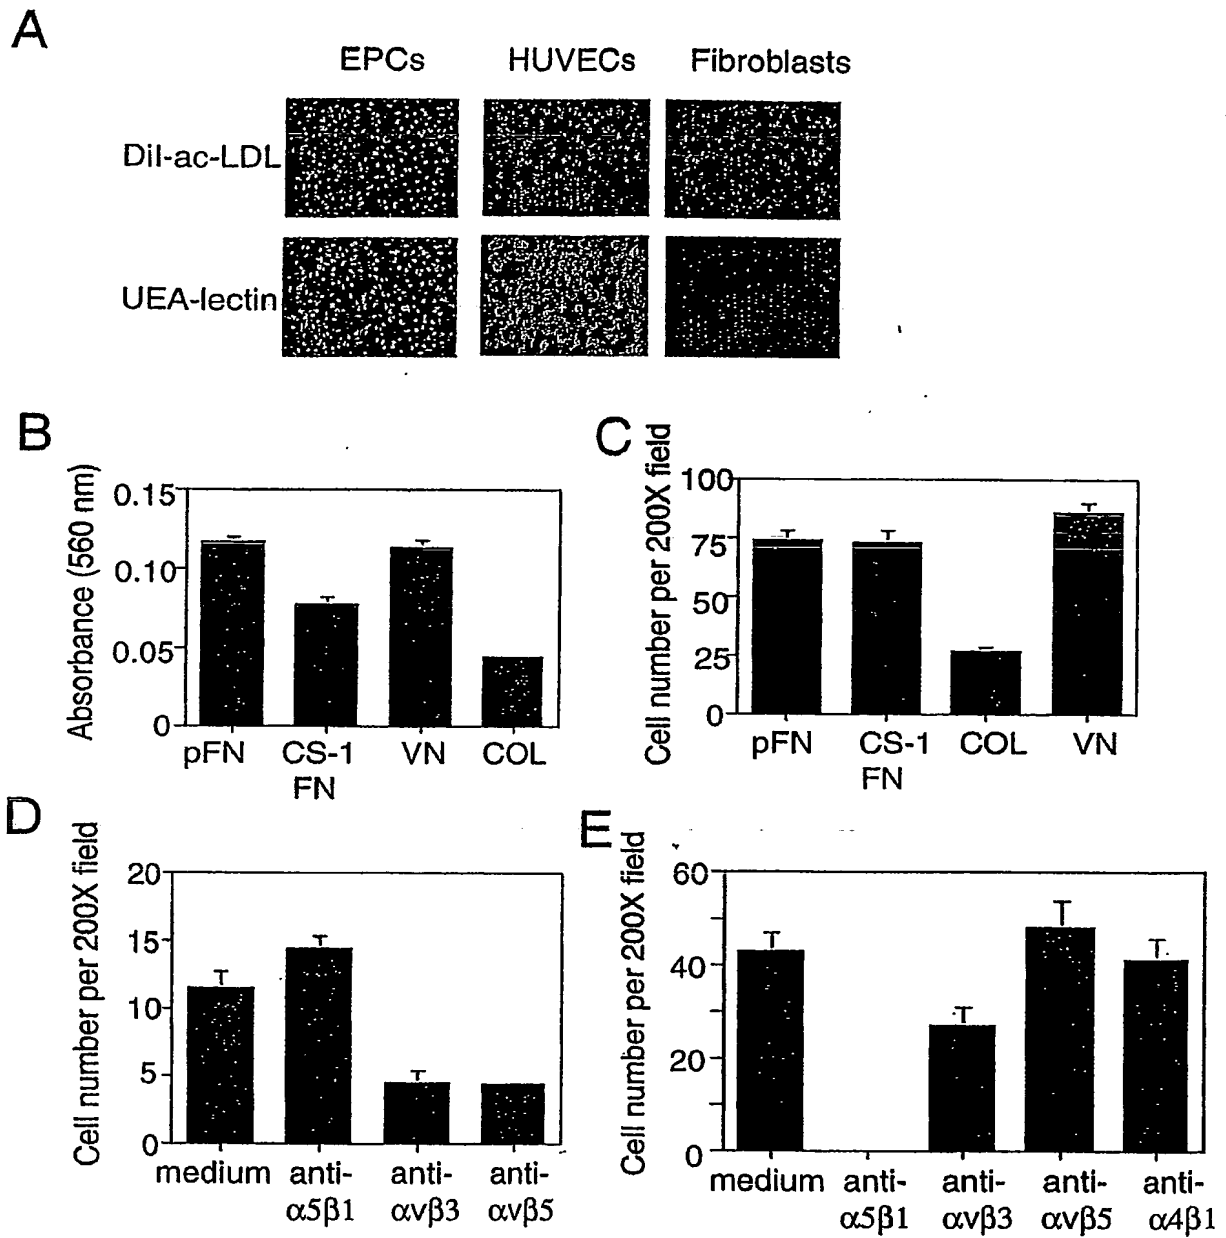 A
EPCs HUVECs Fibroblasts
Dil-ac-LDL
UEA-lectin
B
Absorbance (560 nm)
0.15
0.10
0.05
0
pFN CS-1 VN COL
FN
C
Cell number per 200X field
100
75
50
25
0
pFN CS-1 COL VN
FN
D
Cell number per 200X field
20
15
10
5
0
medium anti- anti- anti-
α5β1 αvβ3 αvβ5
E
Cell number per 200X field
60
40
20
0
medium anti- anti- anti- anti-
α5β1 αvβ3 αvβ5 α4β1